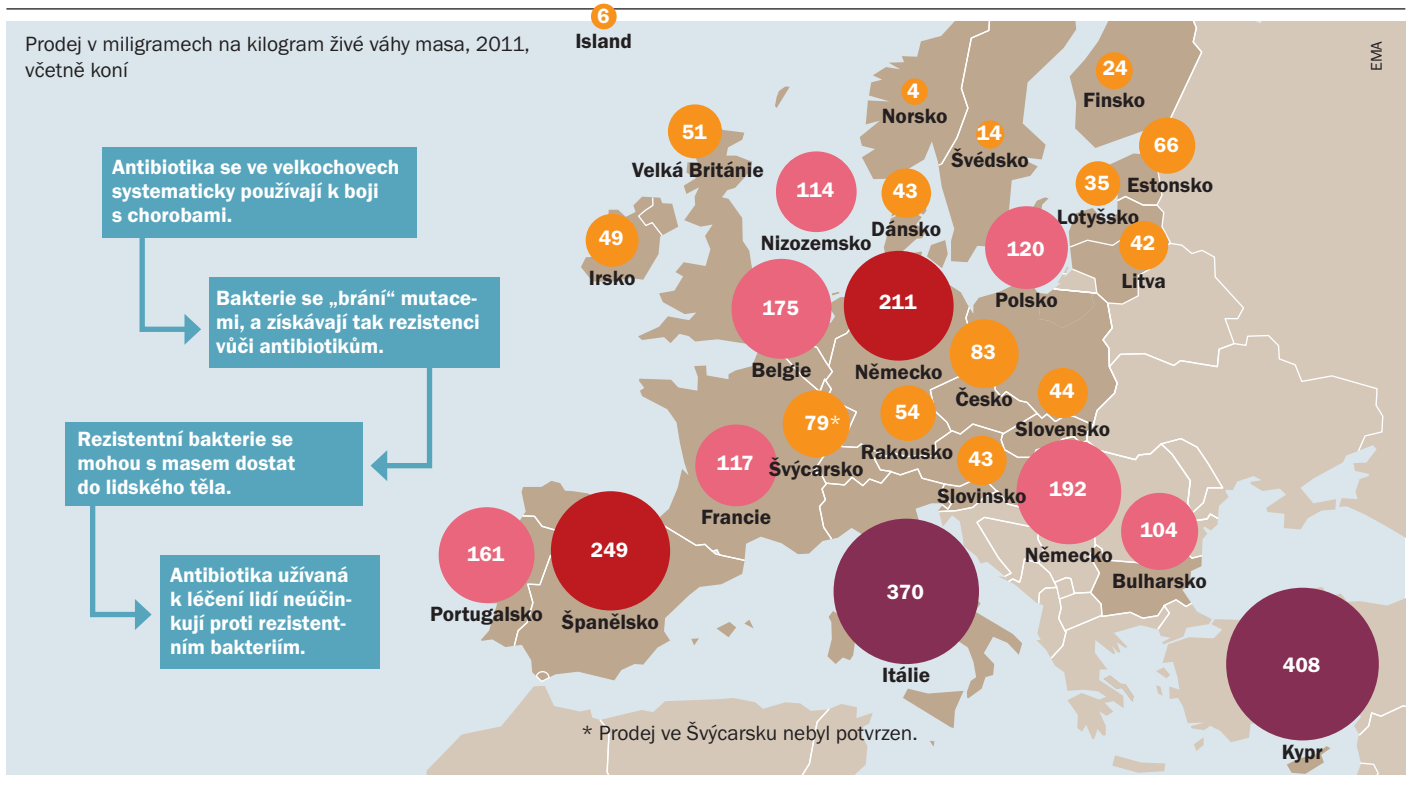 Prodej v miligramech na kilogram živé váhy masa, 2011,
včetně koní
EMA
Antibiotika se ve velkochovech
systematicky používají k boji
s chorobami.
Bakterie se „brání“ mutace-
mi, a získávají tak rezistenci
vůči antibiotikům.
Rezistentní bakterie se
mohou s masem dostat
do lidského těla.
Antibiotika užívaná
k léčení lidí neúčin-
kují proti rezistent-
ním bakteriím.
6
Island
4
Norsko
24
Finsko
14
Švédsko
51
Velká Británie
66
Estonsko
114
Nizozemsko
43
Dánsko
35
Lotyšsko
49
Irsko
120
Polsko
42
Litva
175
Belgie
211
Německo
83
Česko
44
Slovensko
79*
Švýcarsko
54
Rakousko
43
Slovinsko
117
Francie
192
Německo
104
Bulharsko
161
Portugalsko
249
Španělsko
370
Itálie
408
Kypr
* Prodej ve Švýcarsku nebyl potvrzen.